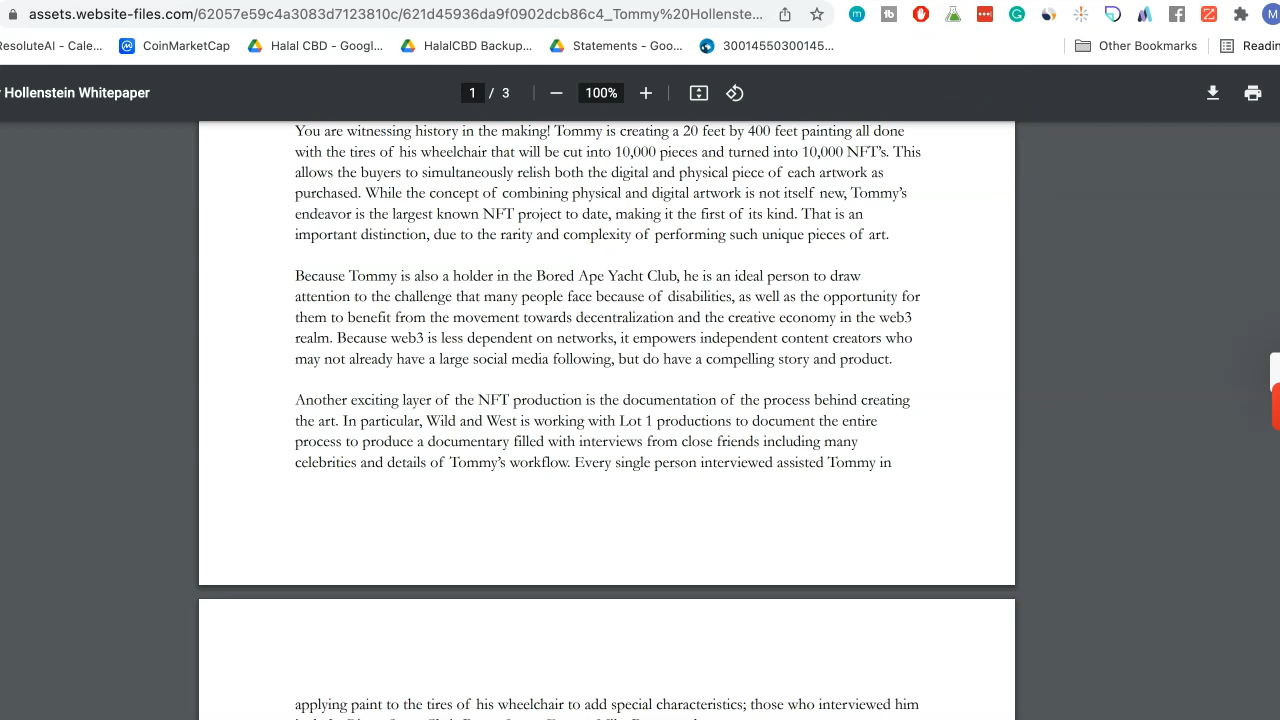 assets.website-files.com/62057e59c4a3083d7123810c/621d45936da9f0902dcb86c4_Tommy%20Hollenste...
ResoluteAI - Cale...
CoinMarketCap
Halal CBD - Googl...
HalalCBD Backup...
Statements - Goo...
30014550300145...
Other Bookmarks
Hollenstein Whitepaper
1 / 3
100%
You are witnessing history in the making! Tommy is creating a 20 feet by 400 feet painting all done
with the tires of his wheelchair that will be cut into 10,000 pieces and turned into 10,000 NFT's. This
allows the buyers to simultaneously relish both the digital and physical piece of each artwork as
purchased. While the concept of combining physical and digital artwork is not itself new, Tommy's
endeavor is the largest known NFT project to date, making it the first of its kind. That is an
important distinction, due to the rarity and complexity of performing such unique pieces of art.
Because Tommy is also a holder in the Bored Ape Yacht Club, he is an ideal person to draw
attention to the challenge that many people face because of disabilities, as well as the opportunity for
them to benefit from the movement towards decentralization and the creative economy in the web3
realm. Because web3 is less dependent on networks, it empowers independent content creators who
may not already have a large social media following, but do have a compelling story and product.
Another exciting layer of the NFT production is the documentation of the process behind creating
the art. In particular, Wild and West is working with Lot 1 productions to document the entire
process to produce a documentary filled with interviews from close friends including many
celebrities and details of Tommy's workflow. Every single person interviewed assisted Tommy in
applying paint to the tires of his wheelchair to add special characteristics; those who interviewed him